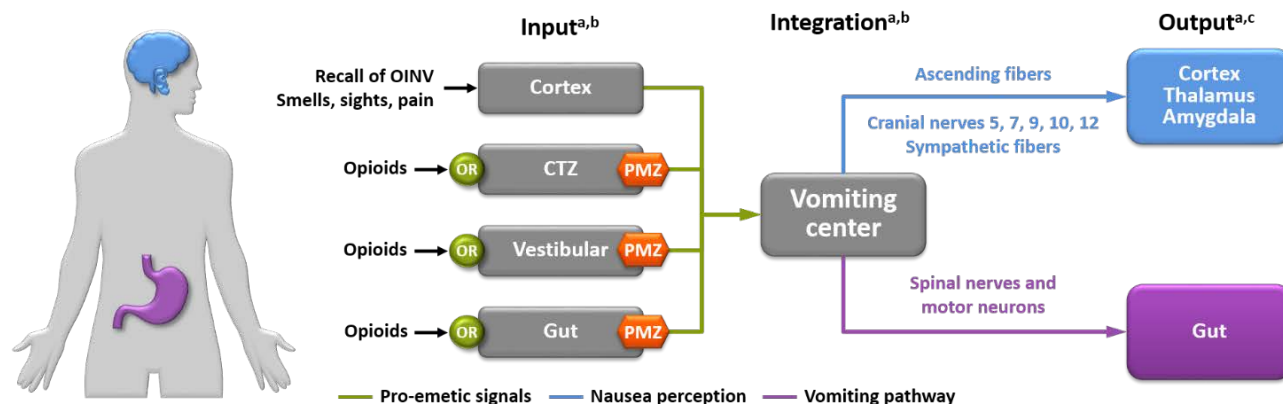 Input^a,b
Integration^a,b
Output^a,c
Recall of OINV
Smells, sights, pain
Cortex
Opioids
OR
CTZ
PMZ
Opioids
OR
Vestibular
PMZ
Opioids
OR
Gut
PMZ
Vomiting
center
Ascending fibers
Cranial nerves 5, 7, 9, 10, 12
Sympathetic fibers
Cortex
Thalamus
Amygdala
Spinal nerves and
motor neurons
Gut
Pro-emetic signals
Nausea perception
Vomiting pathway